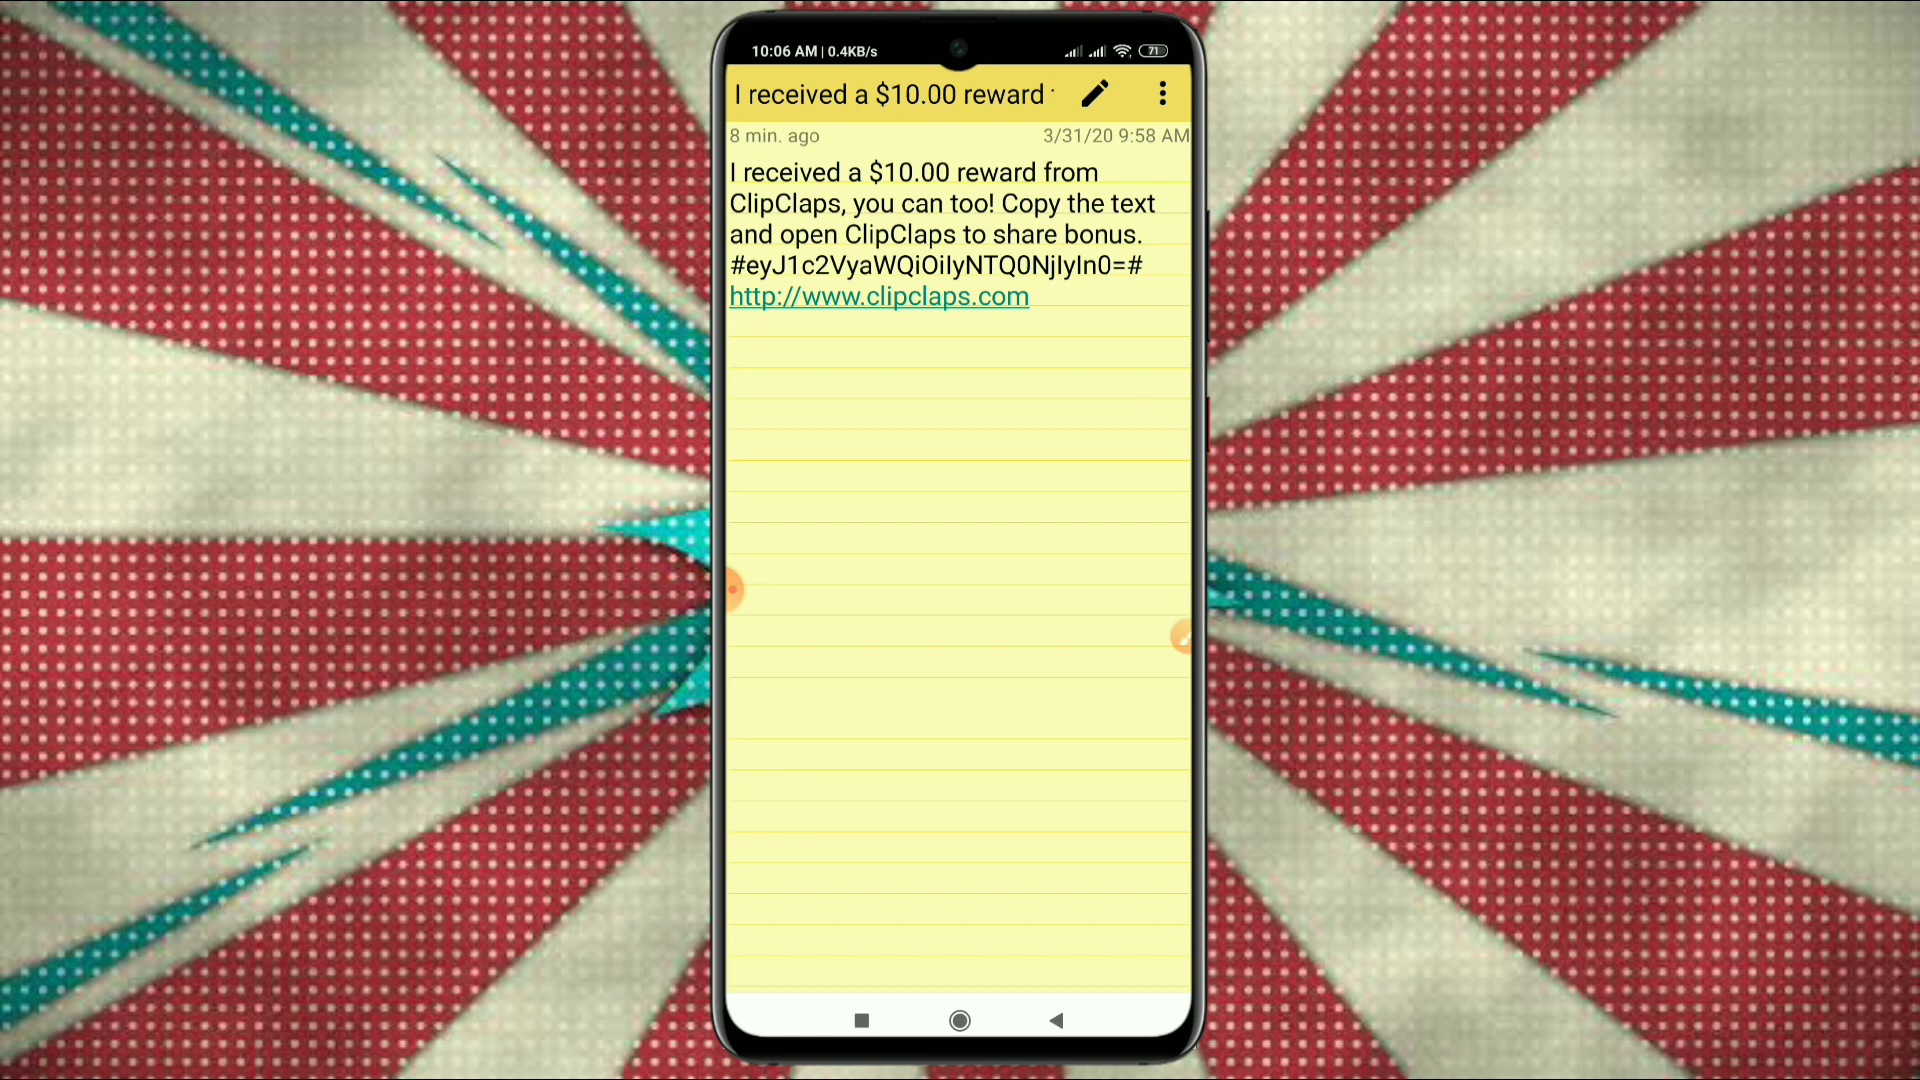 10:06 AM | 0.4KB/s
71
I received a $10.00 reward
8 min. ago
3/31/20 9:58 AM
I received a $10.00 reward from
ClipClaps, you can too! Copy the text
and open ClipClaps to share bonus.
#eyJ1c2VyaWQiOiIyNTQ0NjIyIn0=#
http://www.clipclaps.com